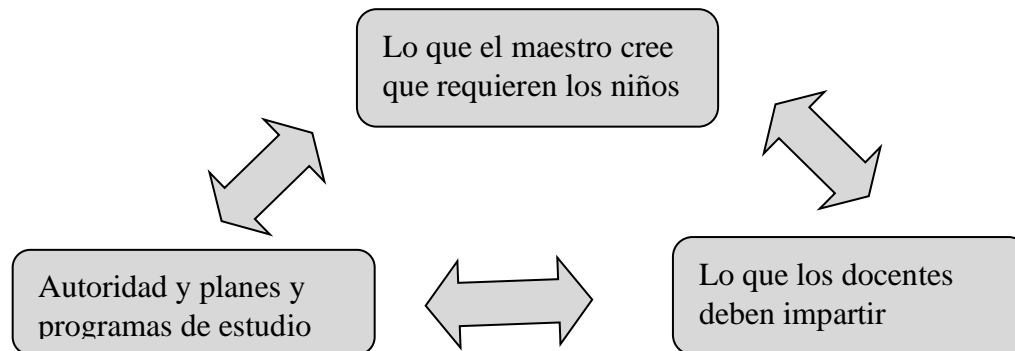 Lo que el maestro cree
que requieren los niños
Autoridad y planes y
programas de estudio
Lo que los docentes
deben impartir